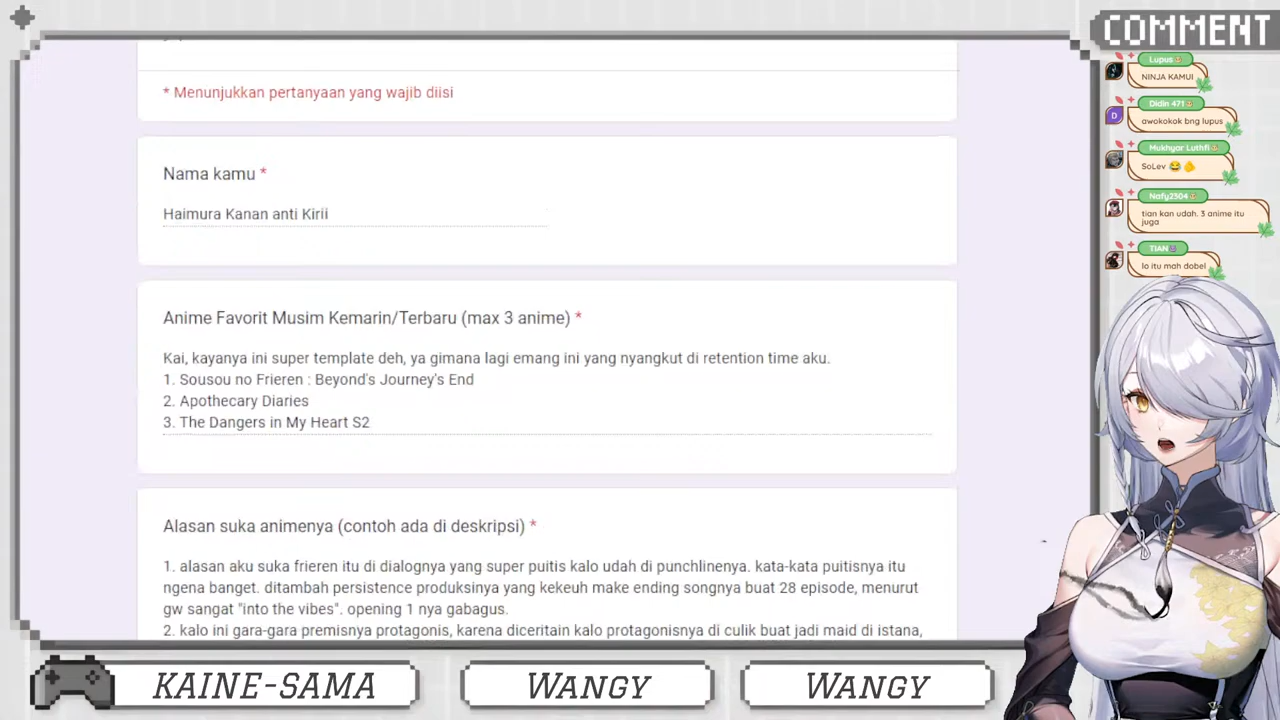 COMMENT
* Menunjukkan pertanyaan yang wajib diisi
Nama kamu *
Haimura Kanan anti Kirii
Anime Favorit Musim Kemarin/Terbaru (max 3 anime) *
Kai, kayanya ini super template deh, ya gimana lagi emang ini yang nyangkut di retention time aku.
1. Sousou no Frieren : Beyond's Journey's End
2. Apothecary Diaries
3. The Dangers in My Heart S2
Alasan suka animenya (contoh ada di deskripsi) *
1. alasan aku suka frieren itu di dialognya yang super puitis kalo udah di punchlinenya. kata-kata puitisnya itu
ngena banget. ditambah persistence produksinya yang kekeuh make ending songnya buat 28 episode, menurut
gw sangat "into the vibes". opening 1 nya gabagus.
2. kalo ini gara-gara premisnya protagonis, karena diceritain kalo protagonisnya di culik buat jadi maid di istana,
Lupus
NINJA KAMUI
D
Didin 471
awokokok bng lupus
Mukhyar Luthfi
SoLev 😂🫵
Nafy2304
tian kan udah. 3 anime itu
juga
TIAN
lo itu mah dobel
KAINE-SAMA
WANGY
WANGY